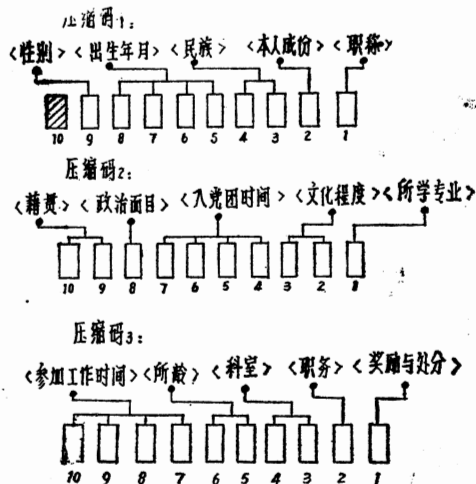 压缩码1:
<性别> <出生年月> <民族> <本人成份> <职称>
10 9 8 7 6 5 4 3 2 1
压缩码2:
<藉贯> <政治面目> <入党团时间> <文化程度> <所学专业>
10 9 8 7 6 5 4 3 2 1
压缩码3:
<参加工作时间> <所龄> <科室> <职务> <奖励与处分>
10 9 8 7 6 5 4 3 2 1